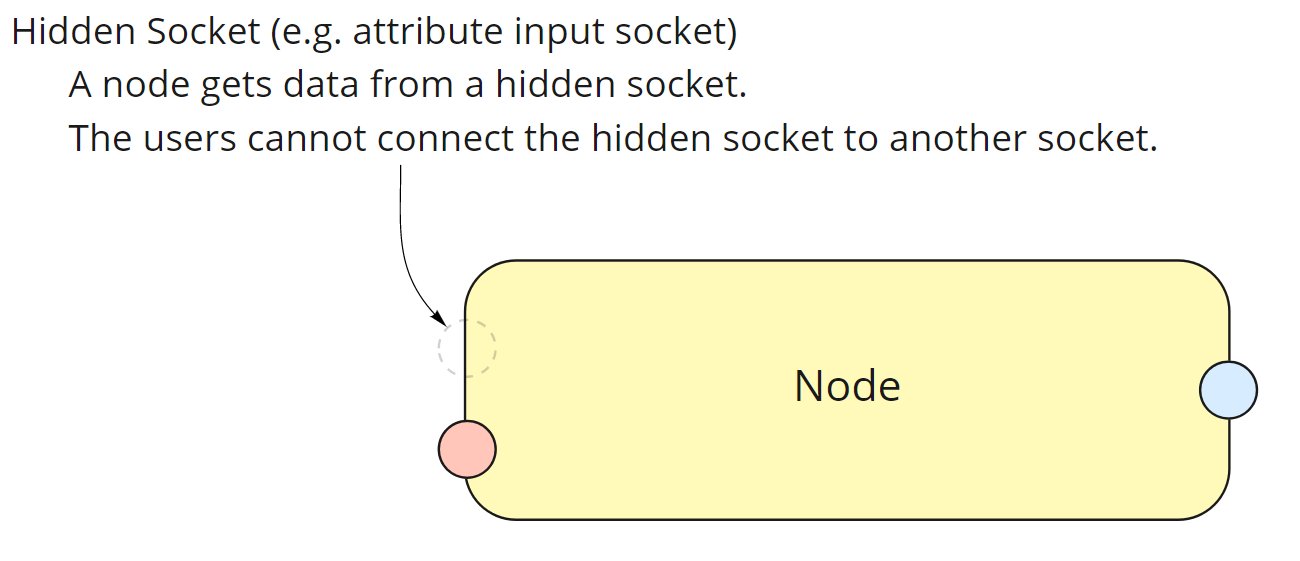 Hidden Socket (e.g. attribute input socket)
A node gets data from a hidden socket.
The users cannot connect the hidden socket to another socket.
Node